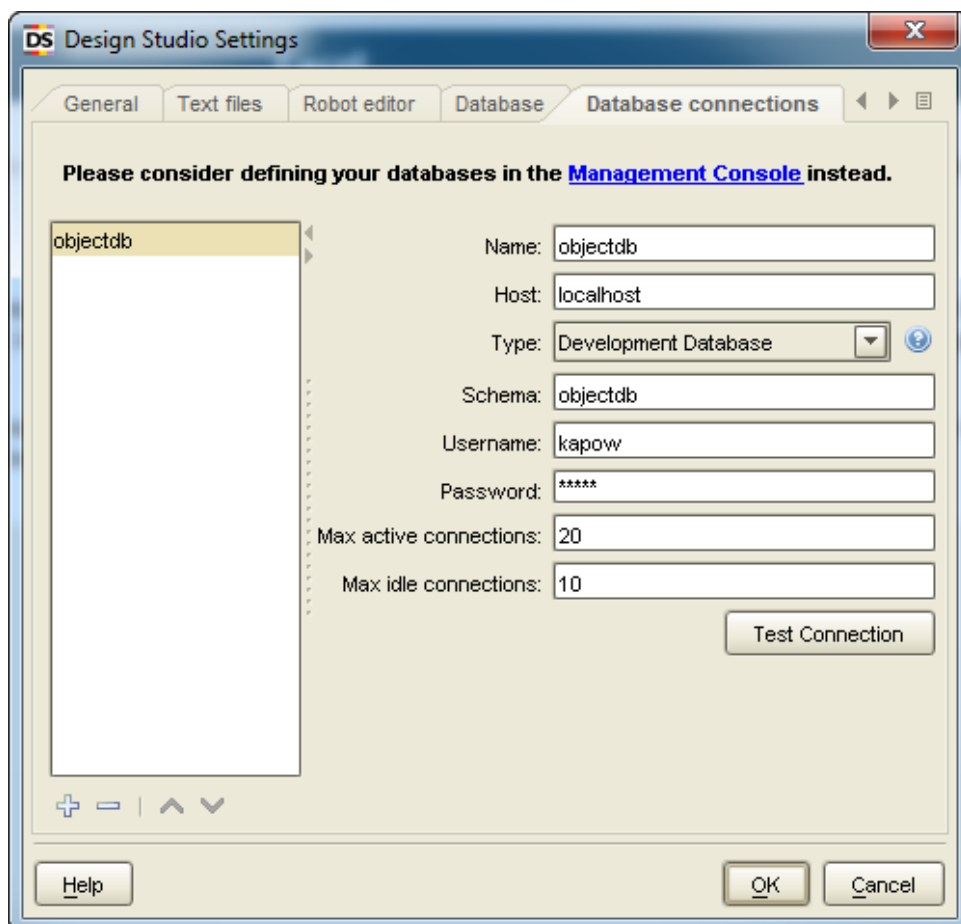 DS Design Studio Settings
General Text files Robot editor Database Database connections
Please consider defining your databases in the Management Console instead.
objectdb
Name: objectdb
Host: localhost
Type: Development Database
Schema: objectdb
Username: kapow
Password: *****
Max active connections: 20
Max idle connections: 10
Test Connection
Help OK Cancel